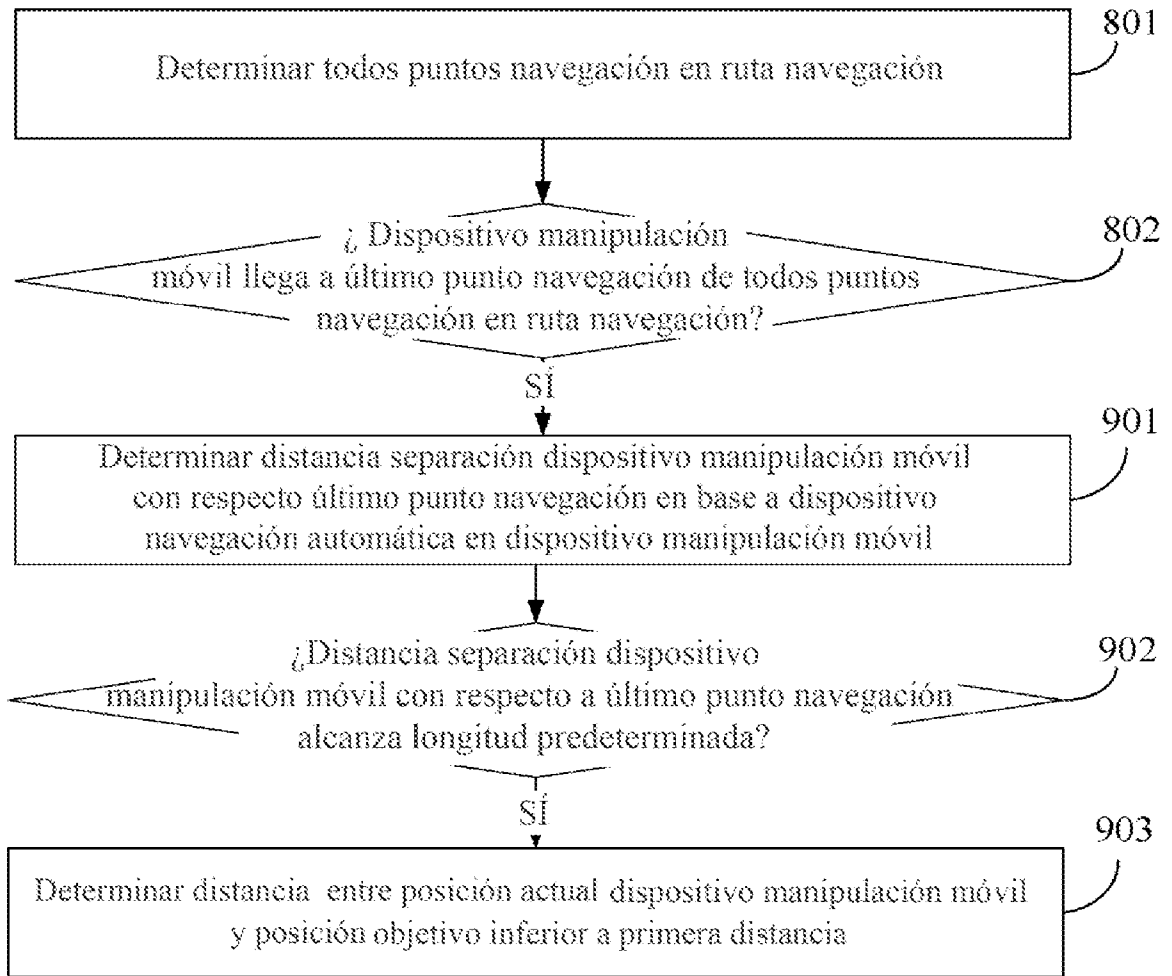 801
Determinar todos puntos navegación en ruta navegación
802
¿ Dispositivo manipulación
móvil llega a último punto navegación de todos puntos
navegación en ruta navegación?
SÍ
901
Determinar distancia separación dispositivo manipulación móvil
con respecto último punto navegación en base a dispositivo
navegación automática en dispositivo manipulación móvil
902
¿Distancia separación dispositivo
manipulación móvil con respecto a último punto navegación
alcanza longitud predeterminada?
SÍ
903
Determinar distancia entre posición actual dispositivo manipulación móvil
y posición objetivo inferior a primera distancia